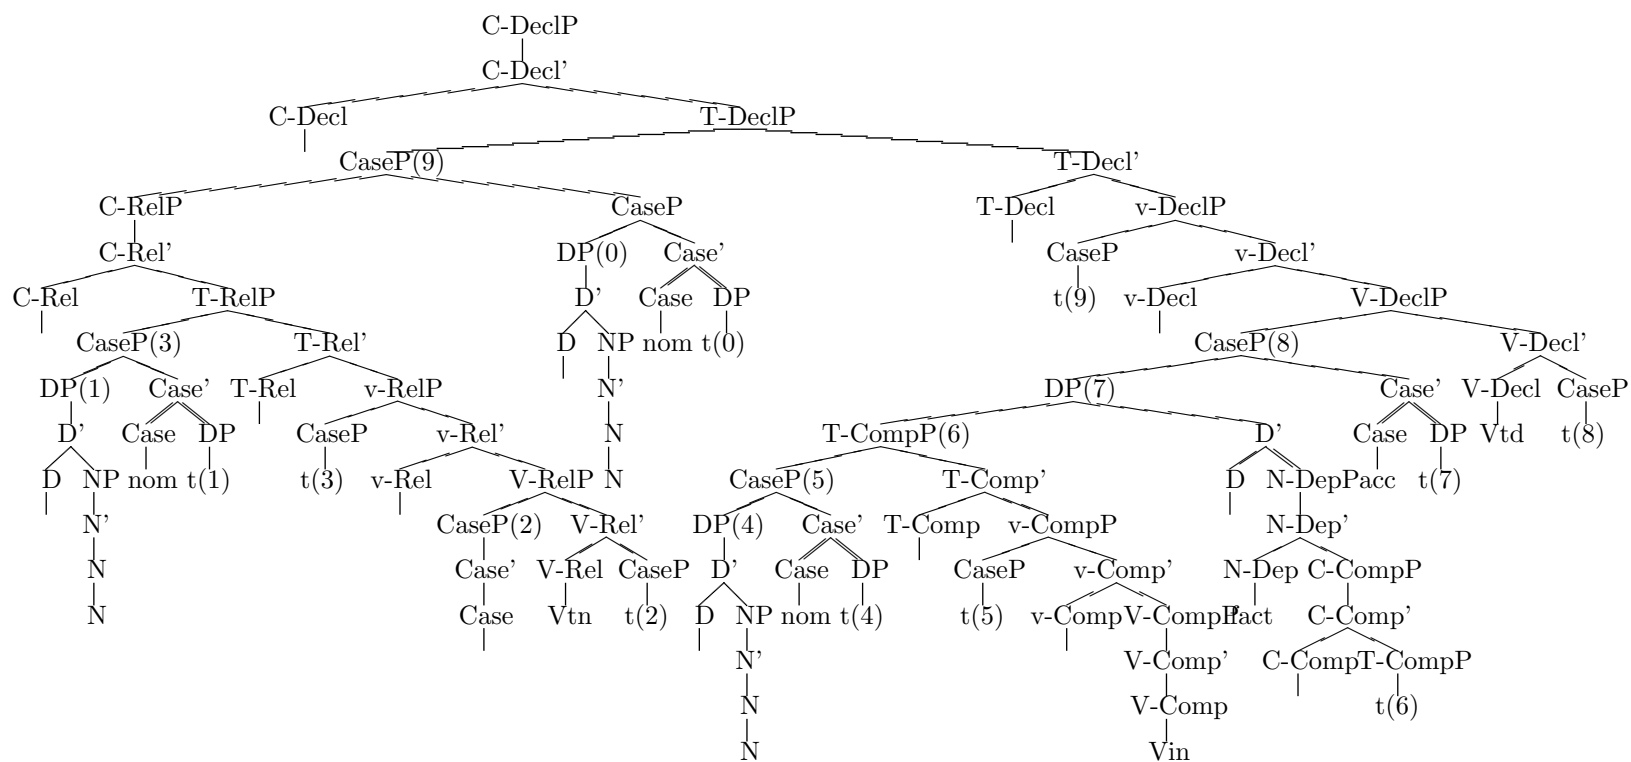 C-DeclP
C-Decl’
C-Decl T-DeclP
CaseP(9) T-Decl’
C-RelP CaseP T-Decl v-DeclP
C-Rel’ DP(0) Case’ CaseP v-Decl’
C-Rel T-RelP D’ Case DP t(9) v-Decl V-DeclP
CaseP(3) T-Rel’ D NP nom t(0) CaseP(8) V-Decl’
DP(1) Case’ T-Rel v-RelP N’ DP(7) Case’ V-Decl CaseP
D’ Case DP CaseP v-Rel’ N T-CompP(6) D’ Case DP Vtd t(8)
D NP nom t(1) t(3) v-Rel V-RelP N CaseP(5) T-Comp’ D N-DepP acc t(7)
N’ CaseP(2) V-Rel’ DP(4) Case’ T-Comp v-CompP N-Dep’
N Case’ V-Rel CaseP D’ Case DP CaseP v-Comp’ N-Dep C-CompP
N Case Vtn t(2) D NP nom t(4) t(5) v-Comp V-CompP fact C-Comp’
N’ V-Comp’ C-Comp T-CompP
N V-Comp t(6)
N Vin